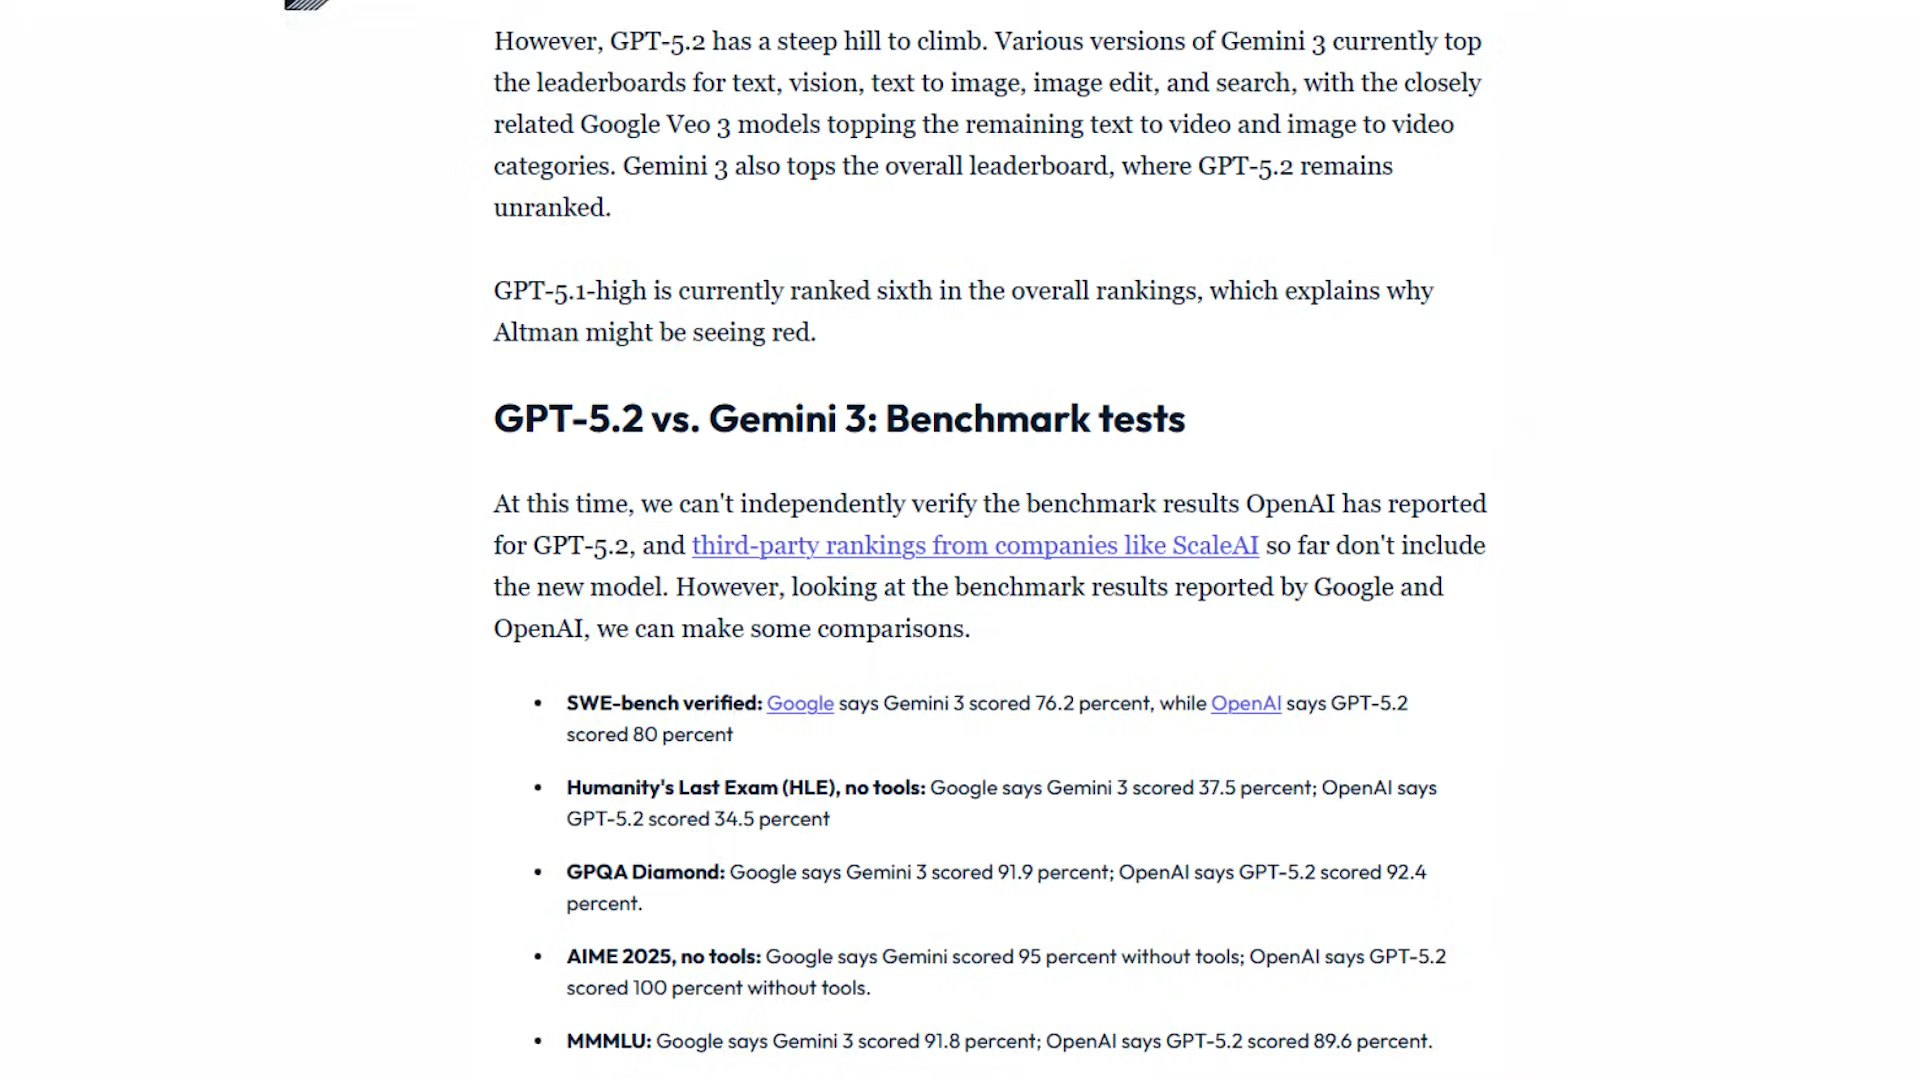 However, GPT-5.2 has a steep hill to climb. Various versions of Gemini 3 currently top
the leaderboards for text, vision, text to image, image edit, and search, with the closely
related Google Veo 3 models topping the remaining text to video and image to video
categories. Gemini 3 also tops the overall leaderboard, where GPT-5.2 remains
unranked.
GPT-5.1-high is currently ranked sixth in the overall rankings, which explains why
Altman might be seeing red.
GPT-5.2 vs. Gemini 3: Benchmark tests
At this time, we can't independently verify the benchmark results OpenAI has reported
for GPT-5.2, and third-party rankings from companies like ScaleAI so far don't include
the new model. However, looking at the benchmark results reported by Google and
OpenAI, we can make some comparisons.
• SWE-bench verified: Google says Gemini 3 scored 76.2 percent, while OpenAI says GPT-5.2
scored 80 percent
• Humanity's Last Exam (HLE), no tools: Google says Gemini 3 scored 37.5 percent; OpenAI says
GPT-5.2 scored 34.5 percent
• GPQA Diamond: Google says Gemini 3 scored 91.9 percent; OpenAI says GPT-5.2 scored 92.4
percent.
• AIME 2025, no tools: Google says Gemini scored 95 percent without tools; OpenAI says GPT-5.2
scored 100 percent without tools.
• MMMLU: Google says Gemini 3 scored 91.8 percent; OpenAI says GPT-5.2 scored 89.6 percent.